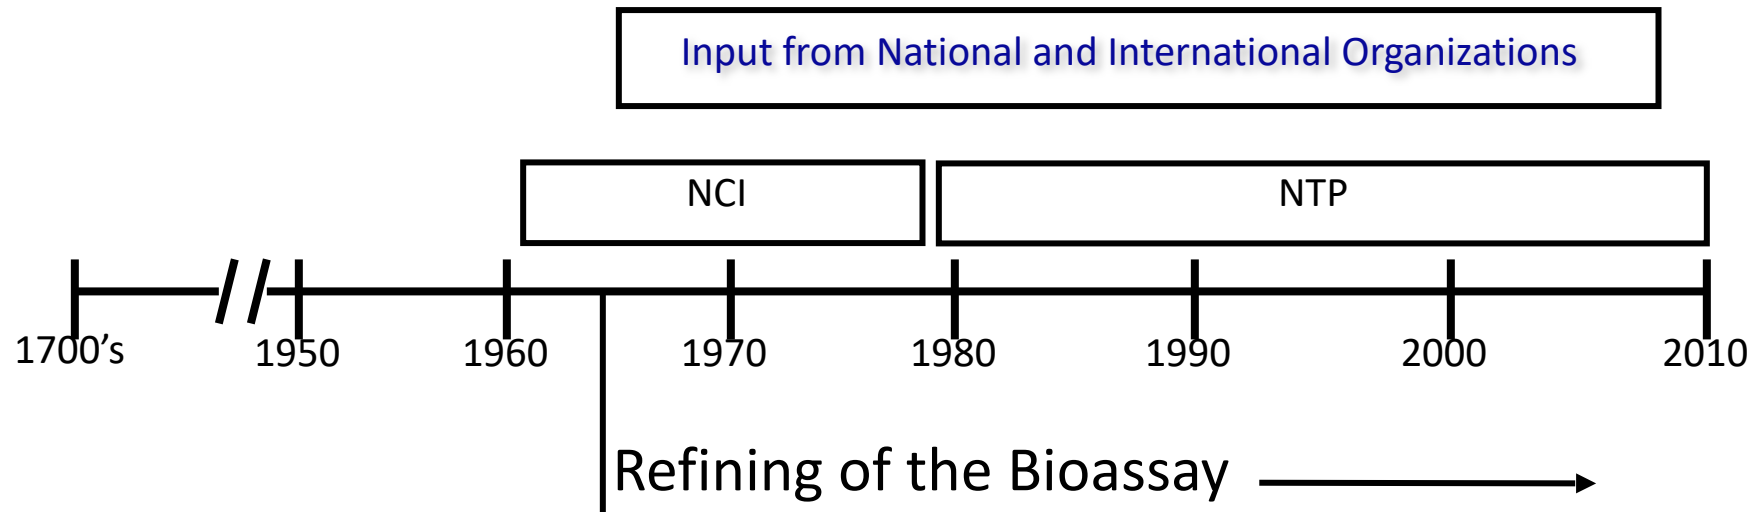 Input from National and International Organizations
NCI
NTP
1700's
1950
1960
1970
1980
1990
2000
2010
Refining of the Bioassay